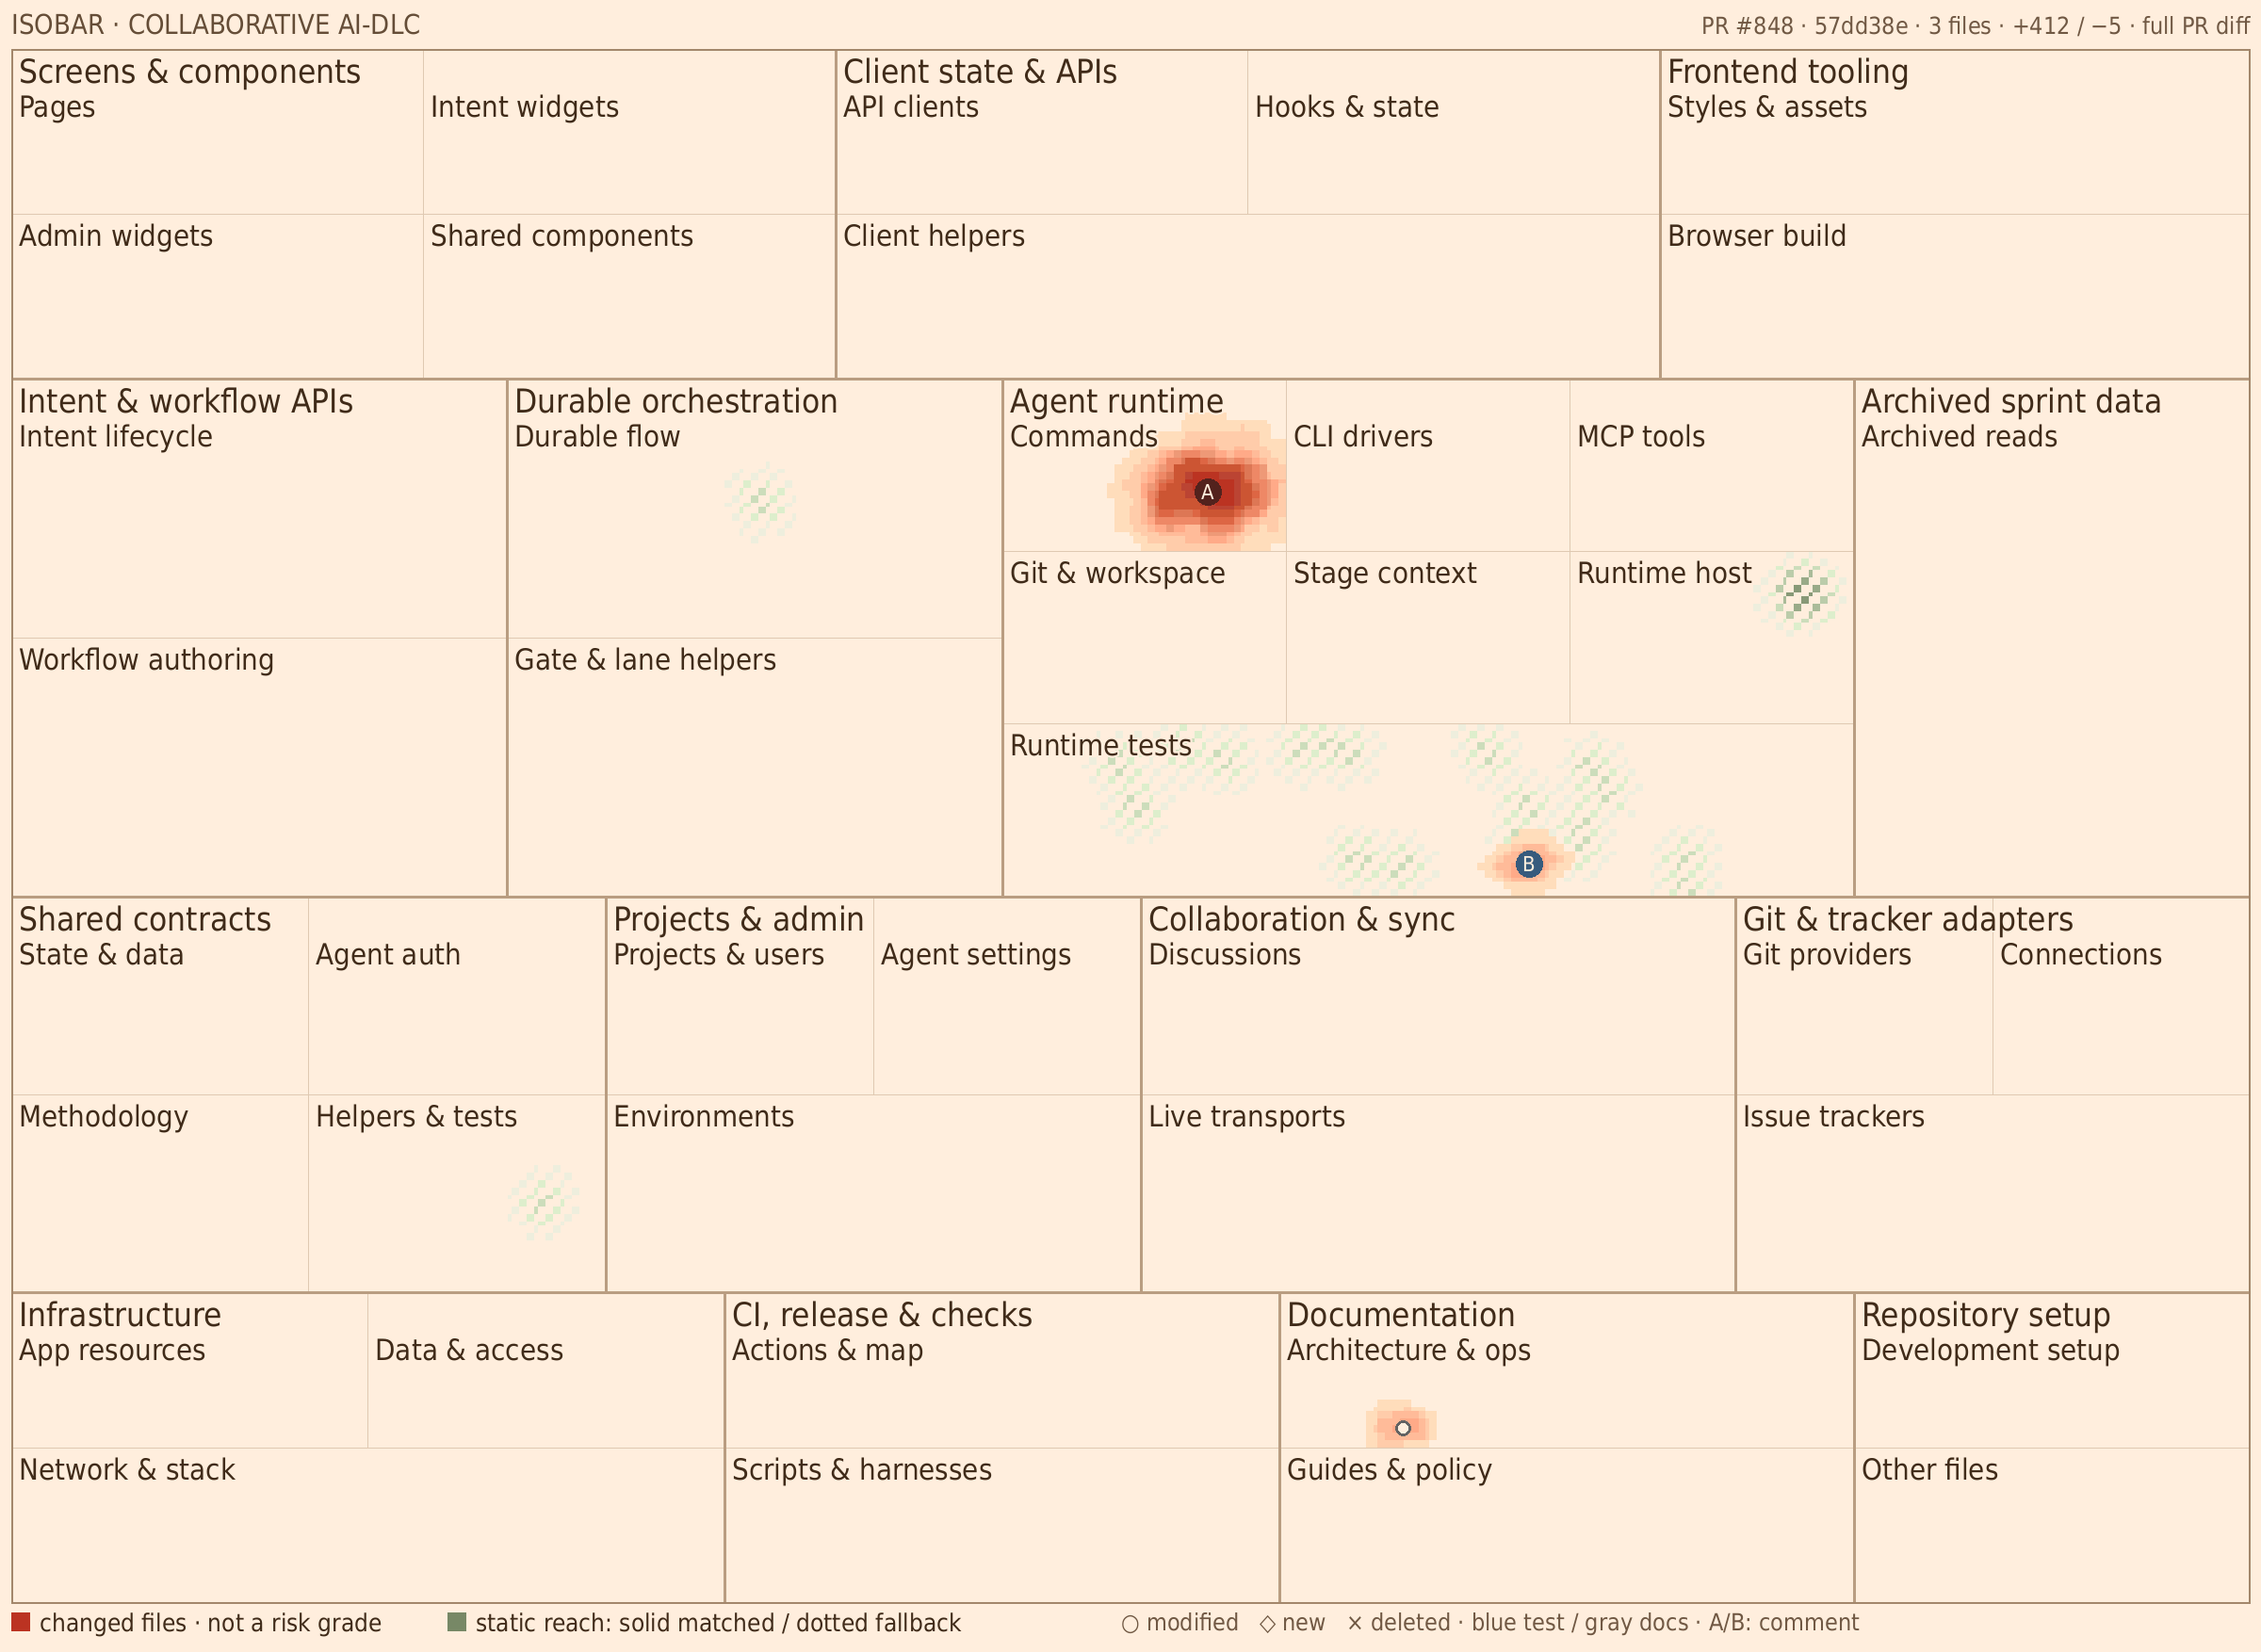 ISOBAR · COLLABORATIVE AI-DLC
PR #848 · 57dd38e · 3 files · +412 / −5 · full PR diff
Screens & components
Pages
Intent widgets
Admin widgets
Shared components
Client state & APIs
API clients
Hooks & state
Client helpers
Frontend tooling
Styles & assets
Browser build
Intent & workflow APIs
Intent lifecycle
Workflow authoring
Durable orchestration
Durable flow
Gate & lane helpers
Agent runtime
Commands
A
CLI drivers
MCP tools
Git & workspace
Stage context
Runtime host
Runtime tests
B
Archived sprint data
Archived reads
Shared contracts
State & data
Agent auth
Methodology
Helpers & tests
Projects & admin
Projects & users
Agent settings
Environments
Collaboration & sync
Discussions
Live transports
Git & tracker adapters
Git providers
Connections
Issue trackers
Infrastructure
App resources
Data & access
Network & stack
CI, release & checks
Actions & map
Scripts & harnesses
Documentation
Architecture & ops
Guides & policy
Repository setup
Development setup
Other files
changed files · not a risk grade
static reach: solid matched / dotted fallback
○ modified ◇ new × deleted · blue test / gray docs · A/B: comment